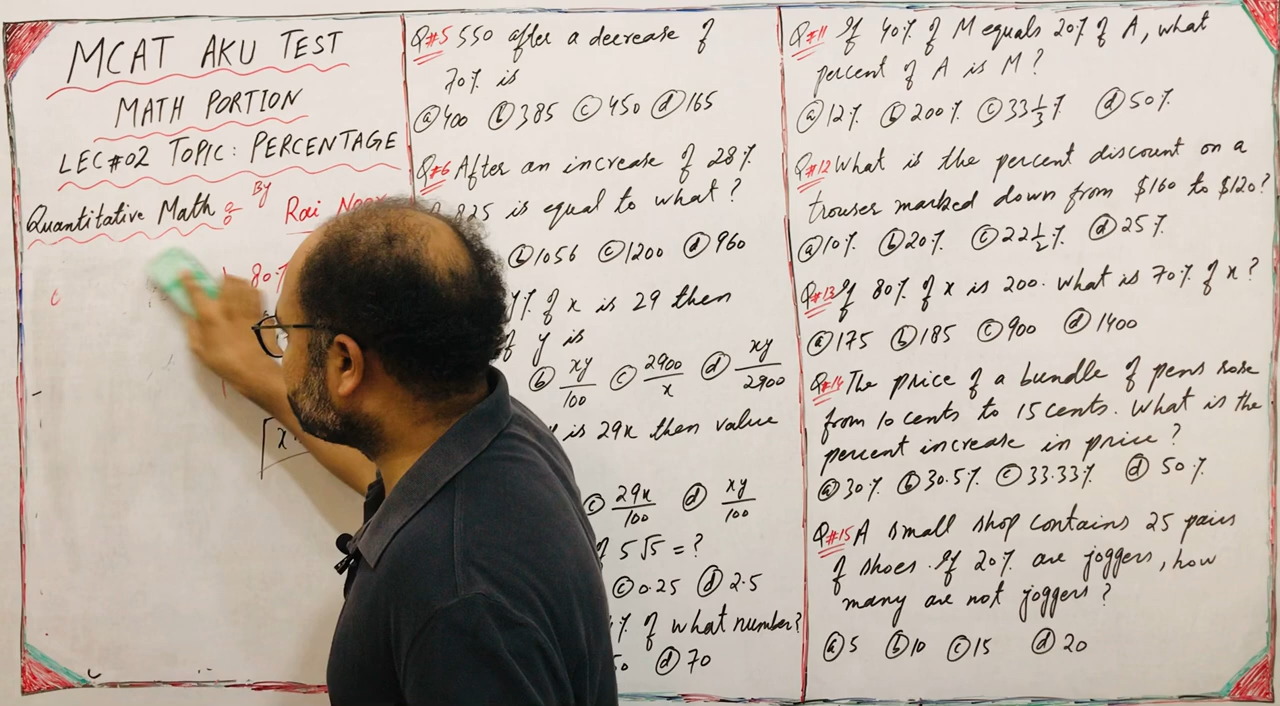 MCAT AKU TEST
MATH PORTION
LEC#02 TOPIC: PERCENTAGE
Quantitative Math By
Rai
80%
Q#5 550 after a decrease of
70% is
ⓐ400 ⓑ385 ⓒ450 ⓓ165
Q#6 After an increase of 28%
825 is equal to what?
ⓑ1056 ⓒ1200 ⓓ960
% of x is 29 then
of y is
ⓑ xy/100 ⓒ 2900/x ⓓ xy/2900
is 29x then value
ⓒ 29x/100 ⓓ xy/100
of 5√5 = ?
ⓒ0.25 ⓓ2.5
% of what number?
ⓓ70
Q#11 If 40% of M equals 20% of A, what
percent of A is M?
ⓐ12% ⓑ200% ⓒ33 1/3% ⓓ50%
Q#12 What is the percent discount on a
trouser marked down from $160 to $120?
ⓐ10% ⓑ20% ⓒ22 1/2% ⓓ25%
Q#13 If 80% of x is 200. what is 70% of x?
ⓐ175 ⓑ185 ⓒ900 ⓓ1400
Q#14 The price of a bundle of pens rose
from 10 cents to 15 cents. What is the
percent increase in price?
ⓐ30% ⓑ30.5% ⓒ33.33% ⓓ50%
Q#15 A small shop contains 25 pairs
of shoes. If 20% are joggers, how
many are not joggers?
ⓐ5 ⓑ10 ⓒ15 ⓓ20